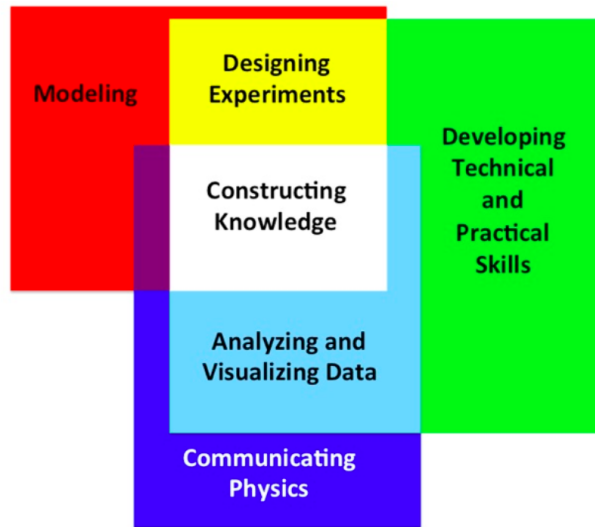 Modeling
Designing
Experiments
Developing
Technical
and
Practical
Skills
Constructing
Knowledge
Analyzing and
Visualizing Data
Communicating
Physics